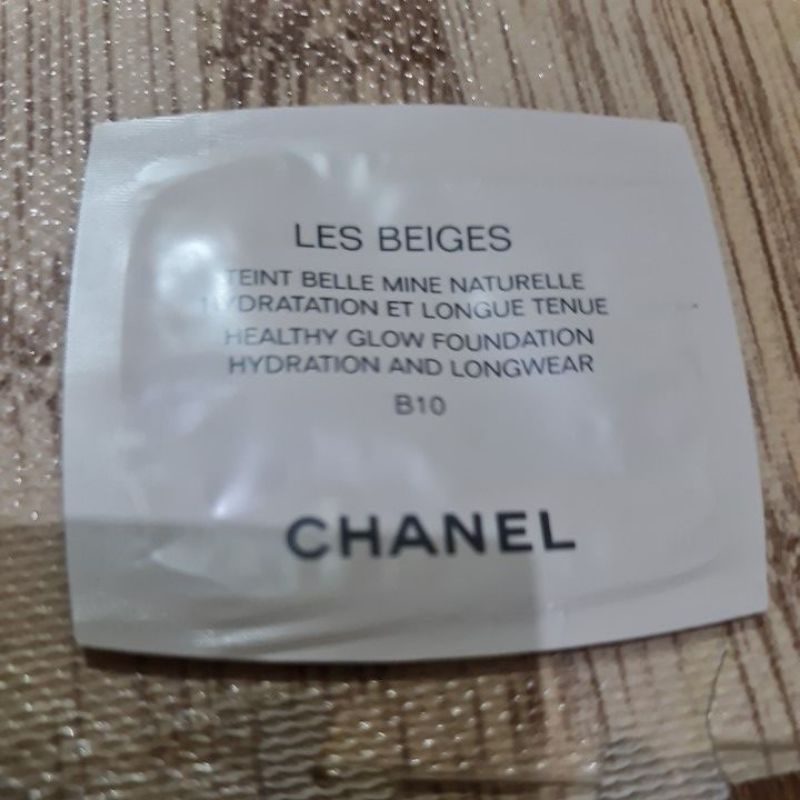 LES BEIGES
TEINT BELLE MINE NATURELLE
HYDRATATION ET LONGUE TENUE
HEALTHY GLOW FOUNDATION
HYDRATION AND LONGWEAR
B10
CHANEL